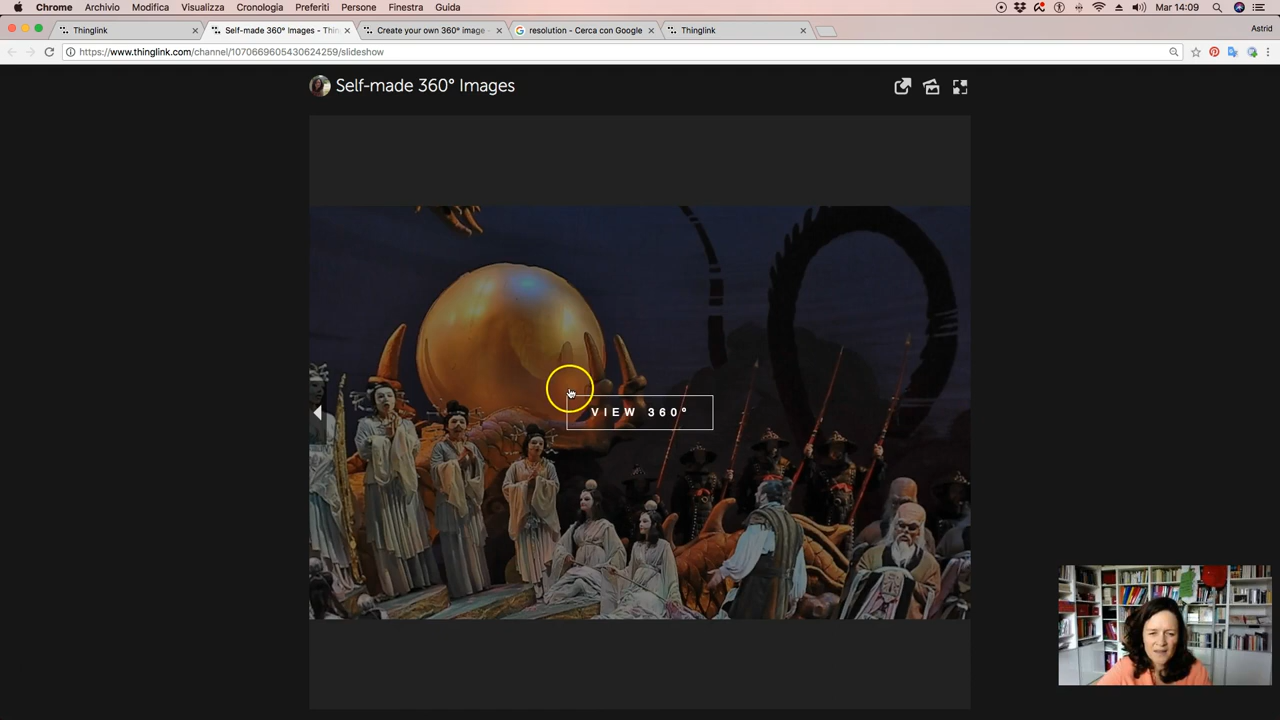 Chrome Archivio Modifica Visualizza Cronologia Preferiti Persone Finestra Guida Mar 14:09
Thinglink Self-made 360° Images - Thi Create your own 360° image - resolution - Cerca con Google Thinglink Astrid
https://www.thinglink.com/channel/1070669605430624259/slideshow
Self-made 360° Images
VIEW 360°